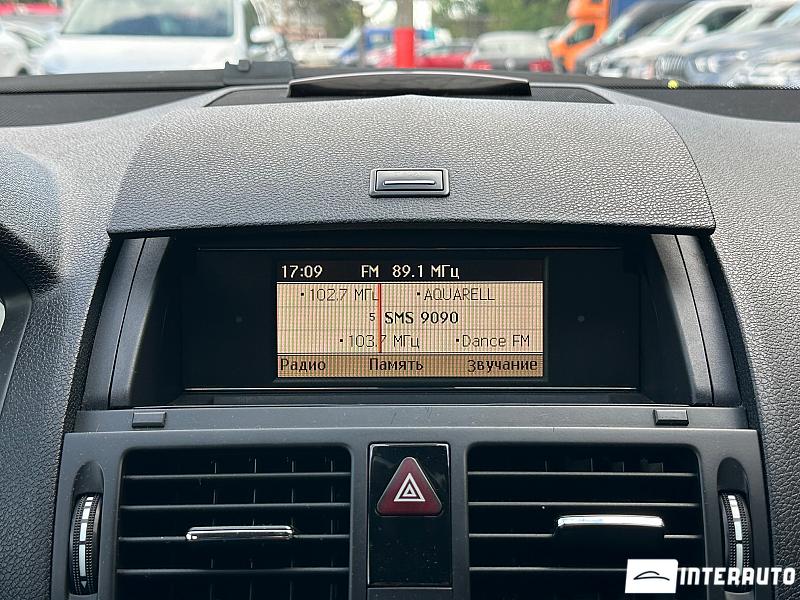 17:09 FM 89.1 МГц
•102.7 МГц •AQUARELL
5 SMS 9090
•103.7 МГц •Dance FM
Радио Память Звучание
INTERAUTO